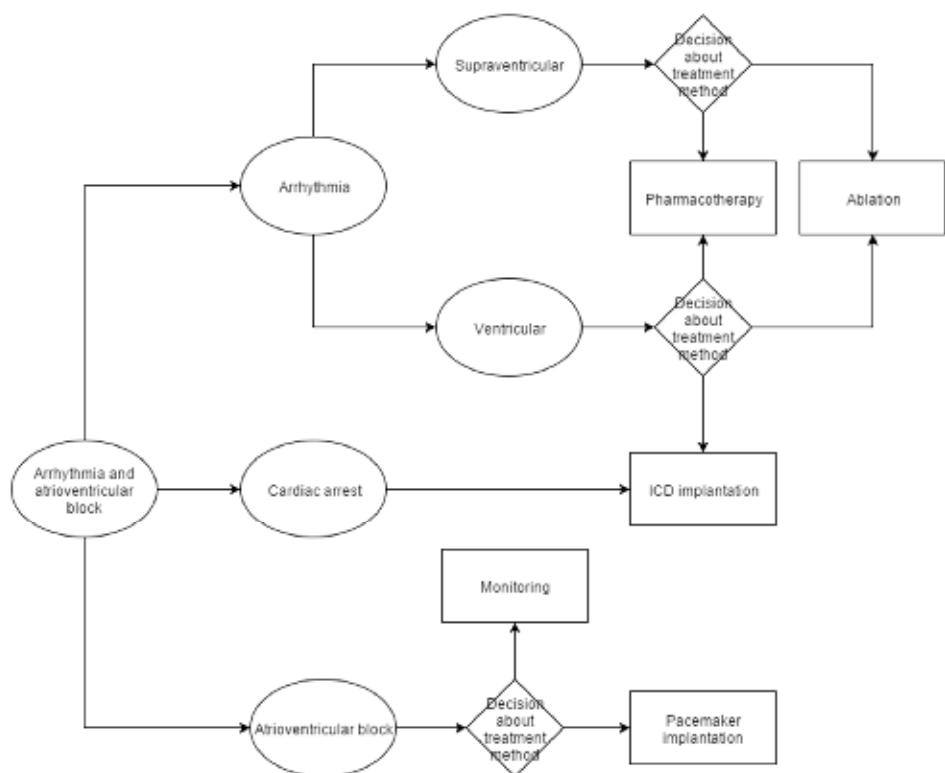 Supraventricular
Decision
about
treatment
method
Arrhythmia
Pharmacotherapy
Ablation
Ventricular
Decision
about
treatment
method
Arrhythmia and
atrioventricular
block
Cardiac arrest
ICD implantation
Monitoring
Atrioventricular block
Decision
about
treatment
method
Pacemaker
implantation